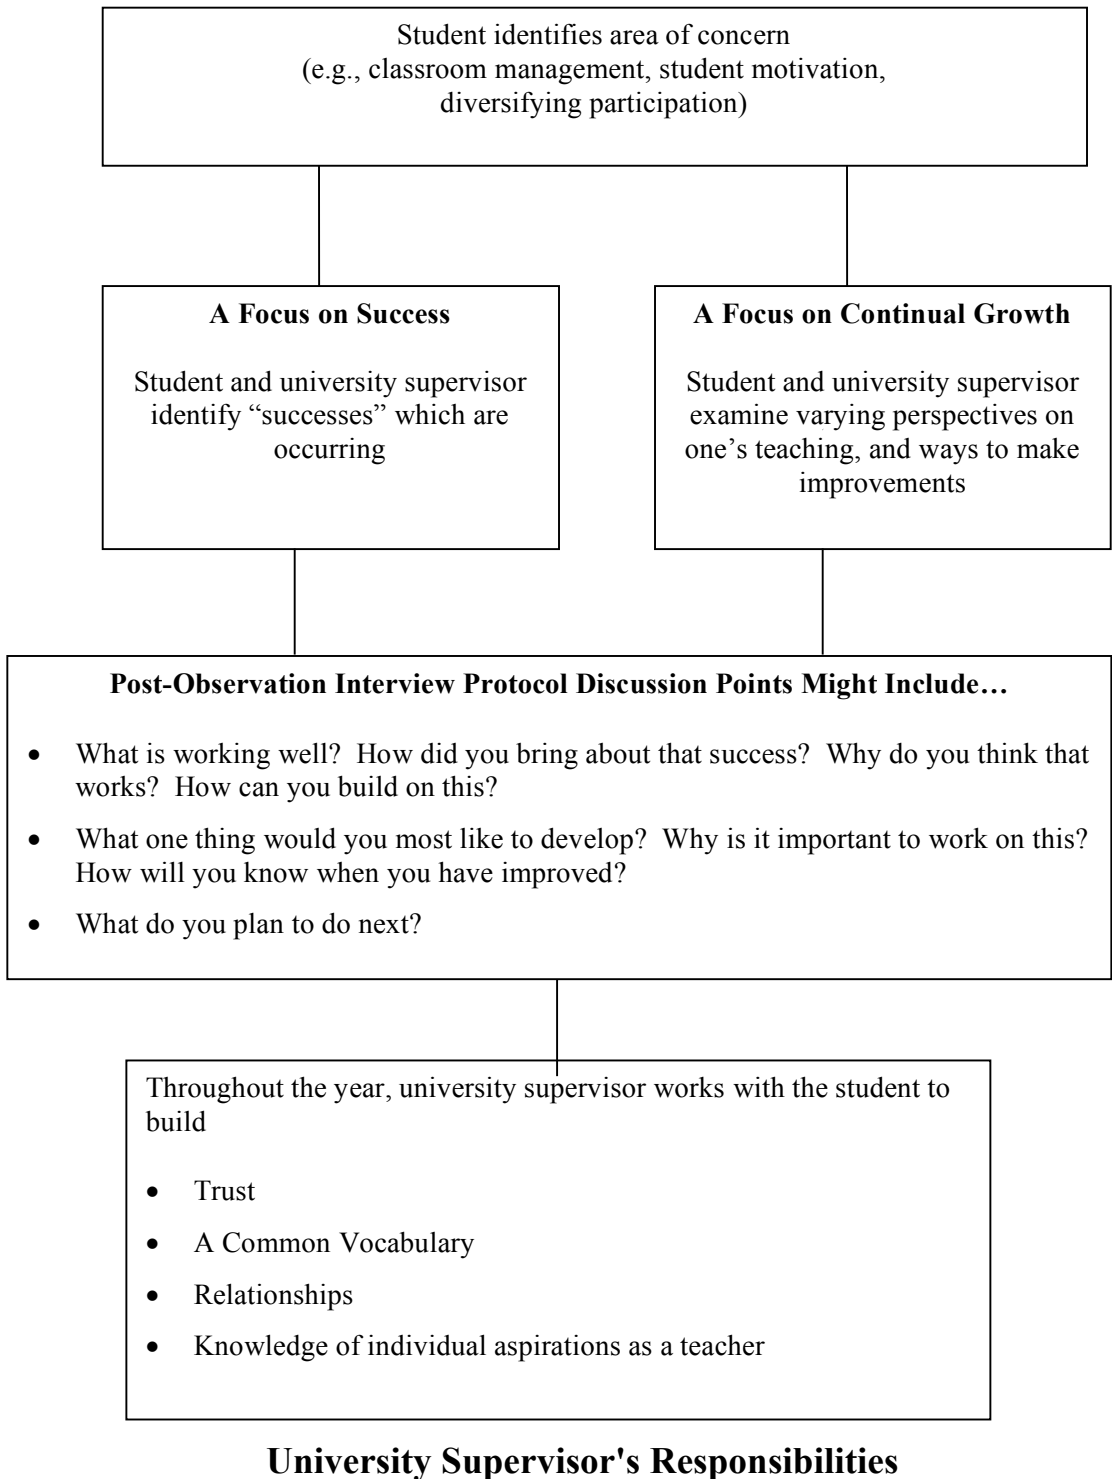 Student identifies area of concern
(e.g., classroom management, student motivation,
diversifying participation)
A Focus on Success
Student and university supervisor
identify “successes” which are
occurring
A Focus on Continual Growth
Student and university supervisor
examine varying perspectives on
one’s teaching, and ways to make
improvements
Post-Observation Interview Protocol Discussion Points Might Include…
• What is working well?  How did you bring about that success?  Why do you think that
works?  How can you build on this?
• What one thing would you most like to develop?  Why is it important to work on this?
How will you know when you have improved?
• What do you plan to do next?
Throughout the year, university supervisor works with the student to
build
• Trust
• A Common Vocabulary
• Relationships
• Knowledge of individual aspirations as a teacher
University Supervisor's Responsibilities